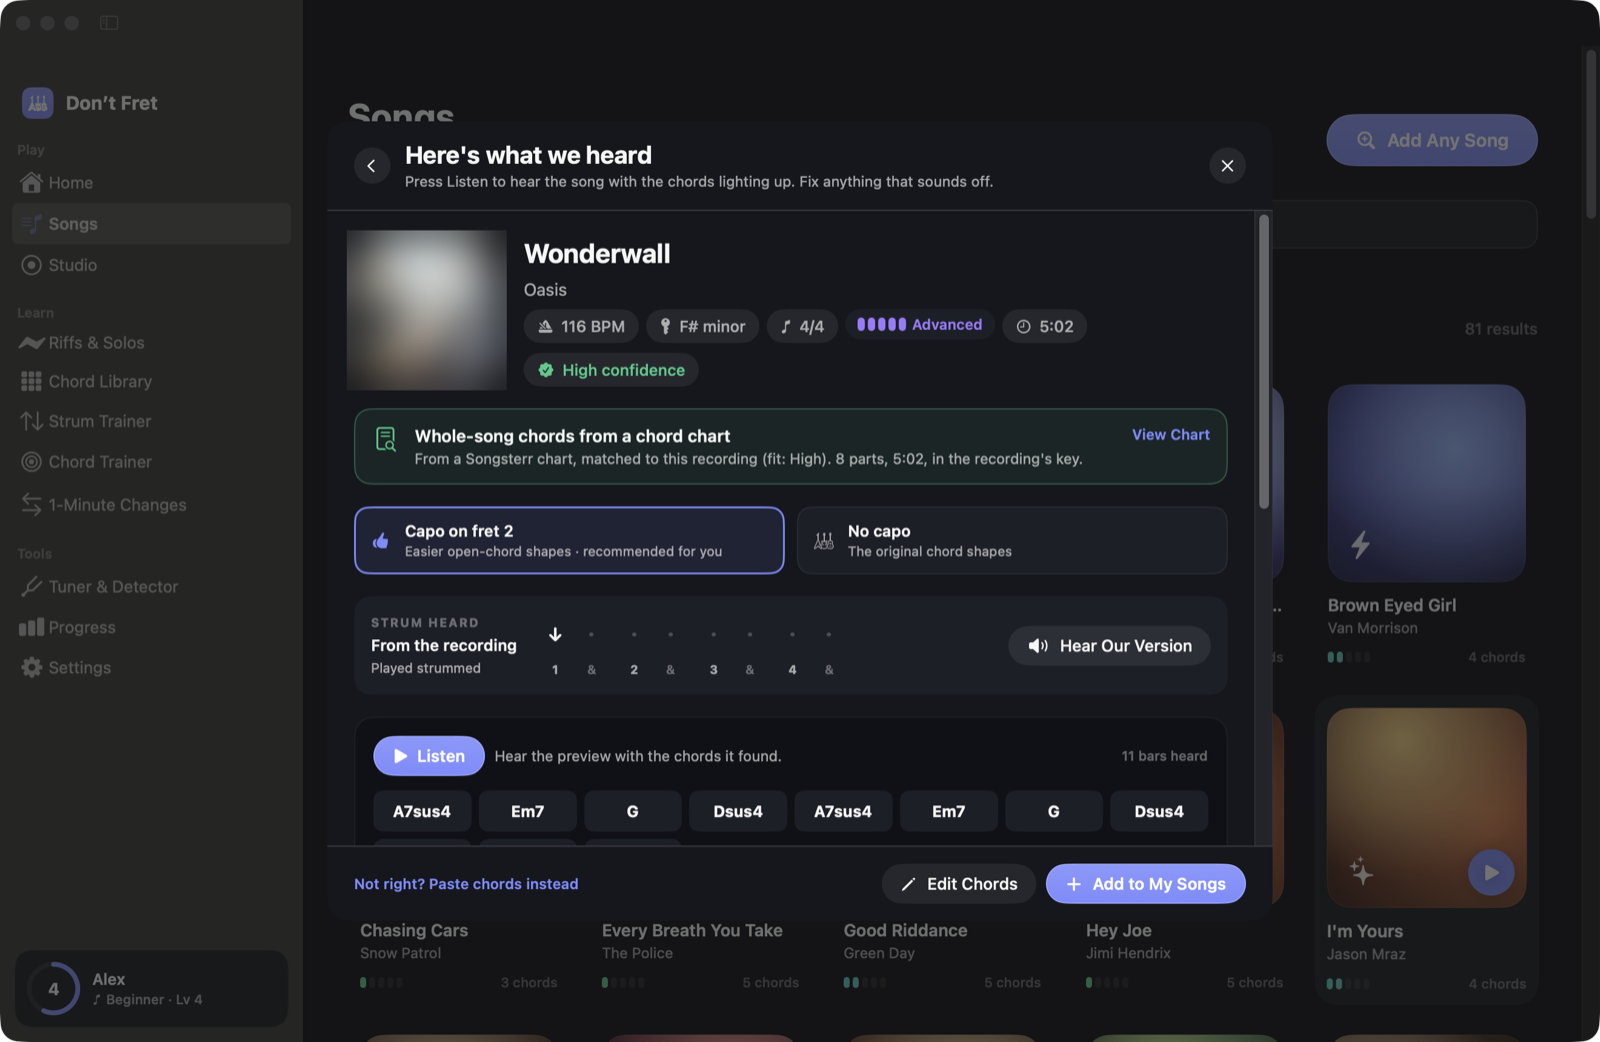 Don't Fret
Play
Home
Songs
Studio
Learn
Riffs & Solos
Chord Library
Strum Trainer
Chord Trainer
1-Minute Changes
Tools
Tuner & Detector
Progress
Settings
4
Alex
Beginner · Lv 4
Songs
Add Any Song
81 results
Here's what we heard
Press Listen to hear the song with the chords lighting up. Fix anything that sounds off.
Wonderwall
Oasis
116 BPM
F# minor
4/4
Advanced
5:02
High confidence
Whole-song chords from a chord chart
View Chart
From a Songsterr chart, matched to this recording (fit: High). 8 parts, 5:02, in the recording's key.
Capo on fret 2
Easier open-chord shapes · recommended for you
No capo
The original chord shapes
STRUM HEARD
From the recording
Played strummed
1 & 2 & 3 & 4 &
Hear Our Version
Listen
Hear the preview with the chords it found.
11 bars heard
A7sus4 Em7 G Dsus4 A7sus4 Em7 G Dsus4
Not right? Paste chords instead
Edit Chords
Add to My Songs
Brown Eyed Girl
Van Morrison
4 chords
Chasing Cars
Snow Patrol
3 chords
Every Breath You Take
The Police
5 chords
Good Riddance
Green Day
5 chords
Hey Joe
Jimi Hendrix
5 chords
I'm Yours
Jason Mraz
4 chords